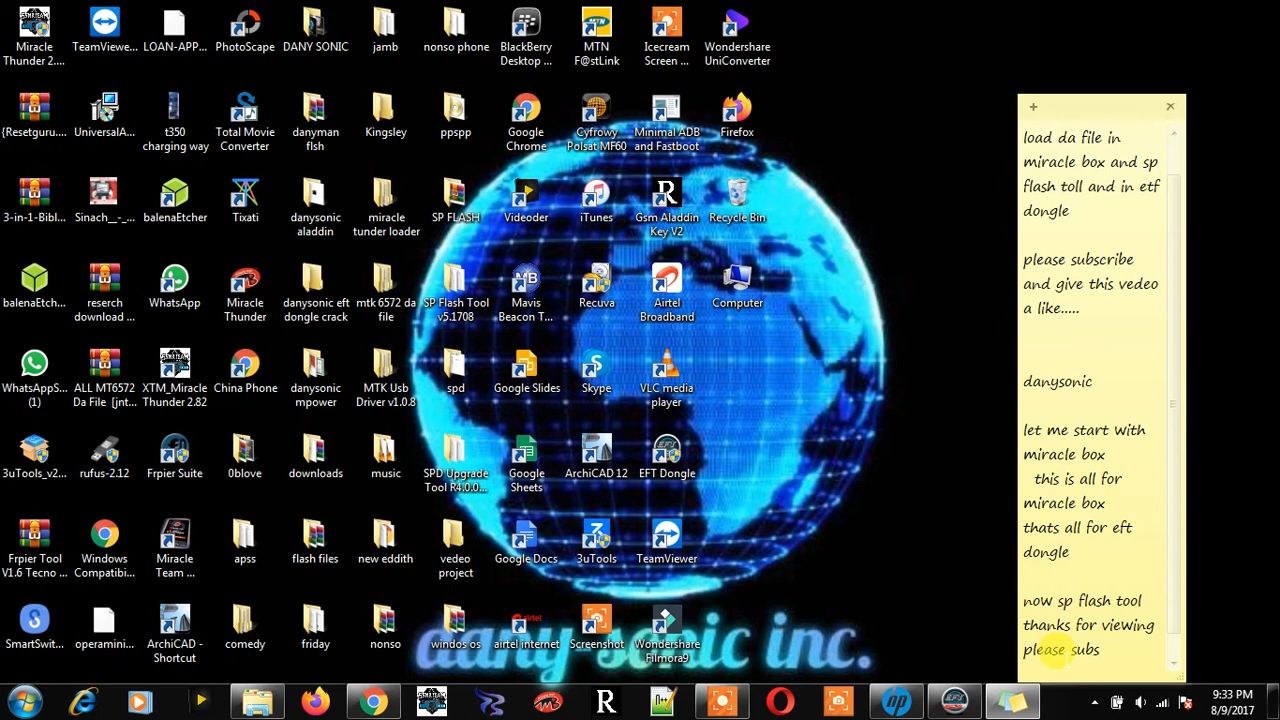 Miracle
Thunder 2....
TeamViewe...
LOAN-APP...
PhotoScape
DANY SONIC
jamb
nonso phone
BlackBerry
Desktop ...
MTN
F@stLink
Icecream
Screen ...
Wondershare
UniConverter
{Resetguru....
UniversalA...
t350
charging way
Total Movie
Converter
danyman
flsh
Kingsley
ppspp
Google
Chrome
Cyfrowy
Polsat MF60
Minimal ADB
and Fastboot
Firefox
3-in-1-Bibl...
Sinach__-_...
balenaEtcher
Tixati
danysonic
aladdin
miracle
tunder loader
SP FLASH
Videoder
iTunes
Gsm Aladdin
Key V2
Recycle Bin
balenaEtch...
reserch
download ...
WhatsApp
Miracle
Thunder
danysonic eft
dongle crack
mtk 6572 da
file
SP Flash Tool
v5.1708
Mavis
Beacon T...
Recuva
Airtel
Broadband
Computer
WhatsAppS...
(1)
ALL MT6572
Da File [jnt...
XTM_Miracle
Thunder 2.82
China Phone
danysonic
mpower
MTK Usb
Driver v1.0.8
spd
Google Slides
Skype
VLC media
player
3uTools_v2...
rufus-2.12
Frpier Suite
0blove
downloads
music
SPD Upgrade
Tool R4.0.0...
Google
Sheets
ArchiCAD 12
EFT Dongle
Frpier Tool
V1.6 Tecno ...
Windows
Compatibi...
Miracle
Team ...
apss
flash files
new eddith
vedeo
project
Google Docs
3uTools
TeamViewer
SmartSwit...
operamini...
ArchiCAD -
Shortcut
comedy
friday
nonso
windos os
airtel internet
Screenshot
Wondershare
Filmora9
dany-sonic inc.
load da file in
miracle box and sp
flash toll and in etf
dongle
please subscribe
and give this vedeo
a like.....
danysonic
let me start with
miracle box
this is all for
miracle box
thats all for eft
dongle
now sp flash tool
thanks for viewing
please subs
9:33 PM
8/9/2017